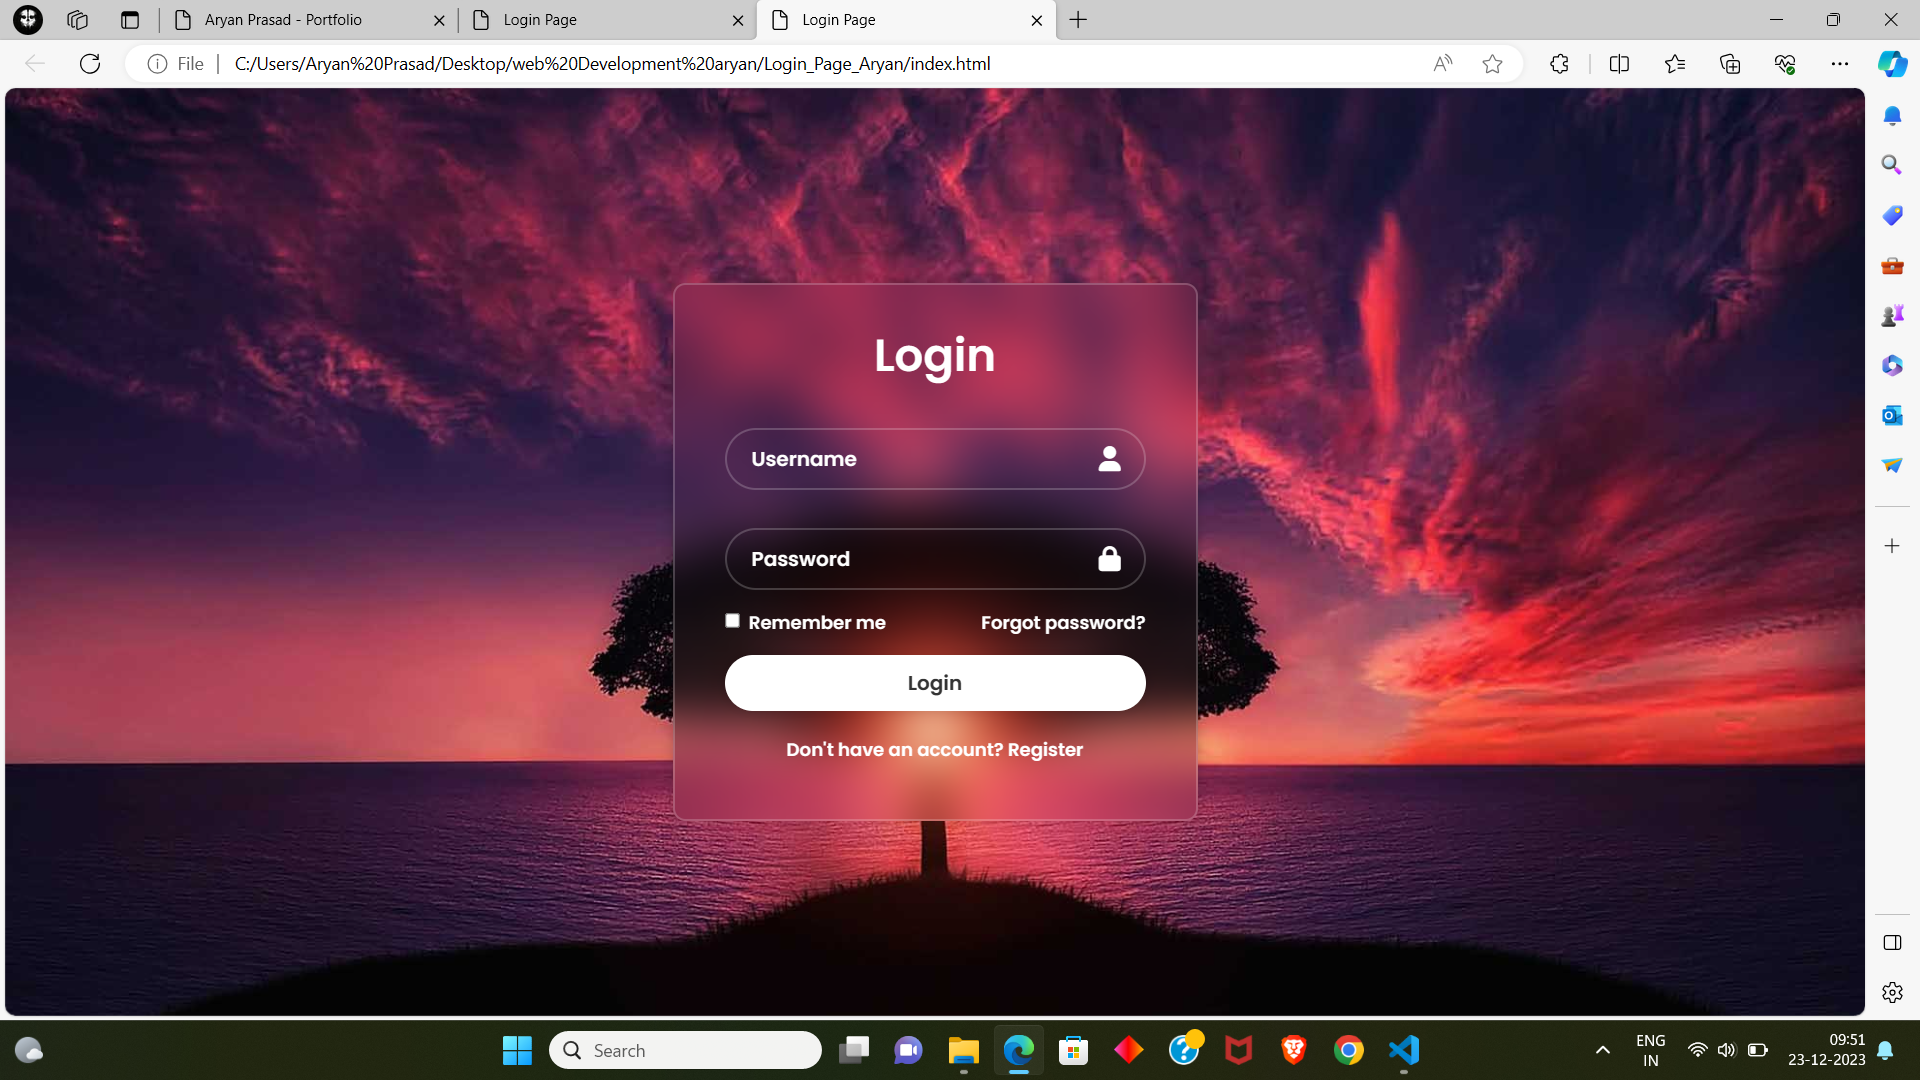 Aryan Prasad - Portfolio
Login Page
Login Page
File
C:/Users/Aryan%20Prasad/Desktop/web%20Development%20aryan/Login_Page_Aryan/index.html
Login
Username
Password
Remember me
Forgot password?
Login
Don't have an account? Register
Search
ENG
IN
09:51
23-12-2023